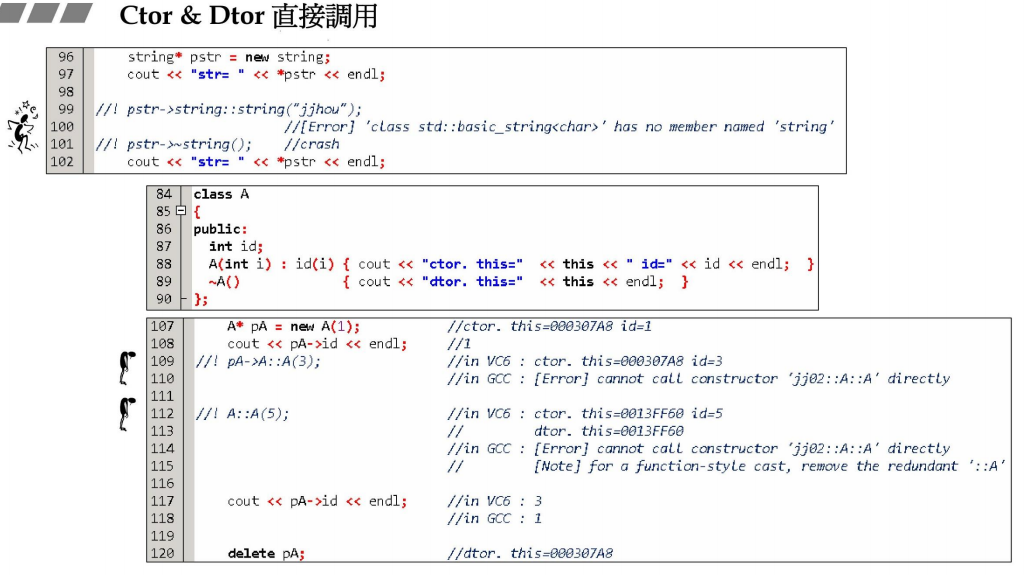 Ctor & Dtor 直接調用
96 string* pstr = new string;
97 cout << "str= " << *pstr << endl;
98
99 //! pstr->string::string("jjhou");
100 //[Error] 'class std::basic_string<char>' has no member named 'string'
101 //! pstr->~string(); //crash
102 cout << "str= " << *pstr << endl;
84 class A
85 {
86 public:
87 int id;
88 A(int i) : id(i) { cout << "ctor. this=" << this << " id=" << id << endl; }
89 ~A() { cout << "dtor. this=" << this << endl; }
90 };
107 A* pA = new A(1); //ctor. this=000307A8 id=1
108 cout << pA->id << endl; //1
109 //! pA->A::A(3); //in VC6 : ctor. this=000307A8 id=3
110 //in GCC : [Error] cannot call constructor 'jj02::A::A' directly
111
112 //! A::A(5); //in VC6 : ctor. this=0013FF60 id=5
113 // dtor. this=0013FF60
114 //in GCC : [Error] cannot call constructor 'jj02::A::A' directly
115 // [Note] for a function-style cast, remove the redundant '::A'
116
117 cout << pA->id << endl; //in VC6 : 3
118 //in GCC : 1
119
120 delete pA; //dtor. this=000307A8